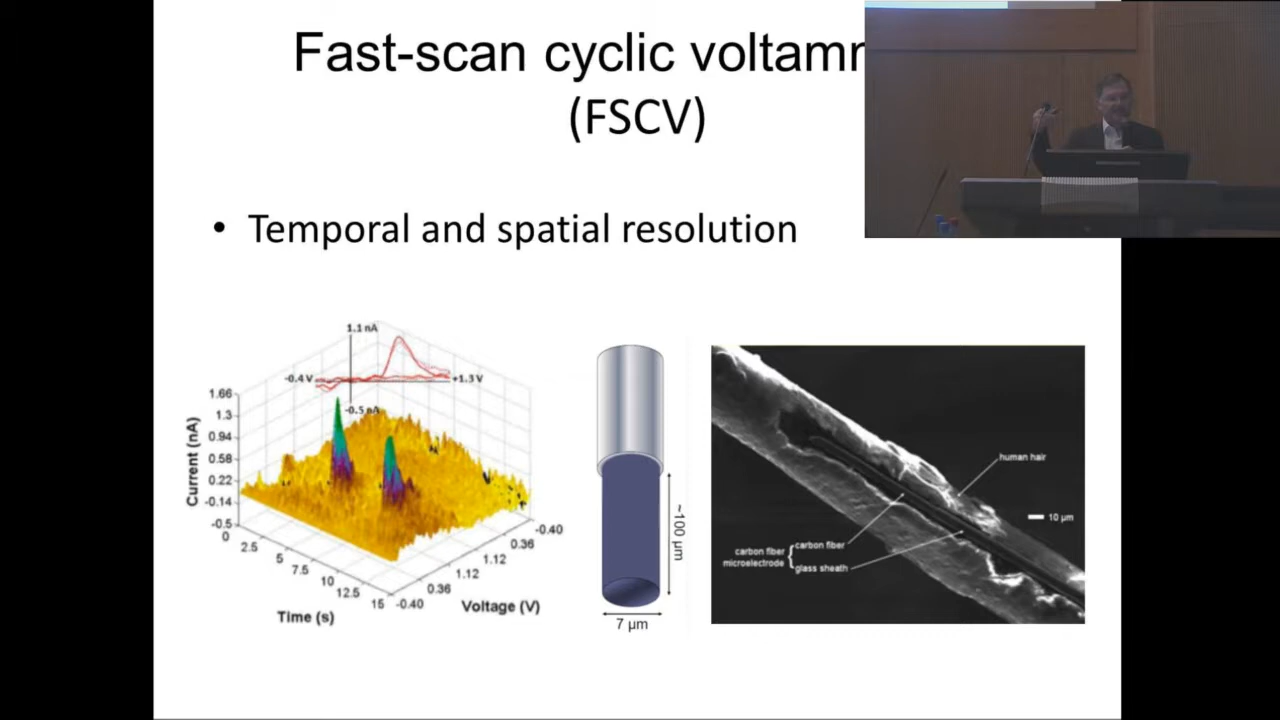 Fast-scan cyclic voltamm
(FSCV)
• Temporal and spatial resolution
1.1 nA
-0.4 V
+1.3 V
-0.5 nA
Current (nA)
1.66
1.3
0.94
0.58
0.22
-0.14
-0.5
0
2.5
5
7.5
10
12.5
15
Time (s)
-0.40
0.36
1.12
1.12
0.36
-0.40
Voltage (V)
~100 µm
7 µm
human hair
10 µm
carbon fiber
microelectrode
carbon fiber
glass sheath